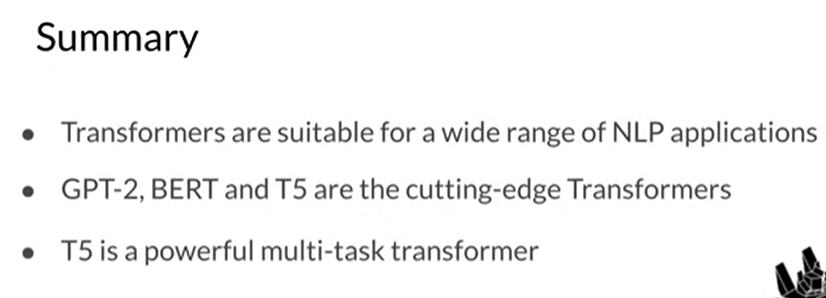 Summary
● Transformers are suitable for a wide range of NLP applications
● GPT-2, BERT and T5 are the cutting-edge Transformers
● T5 is a powerful multi-task transformer